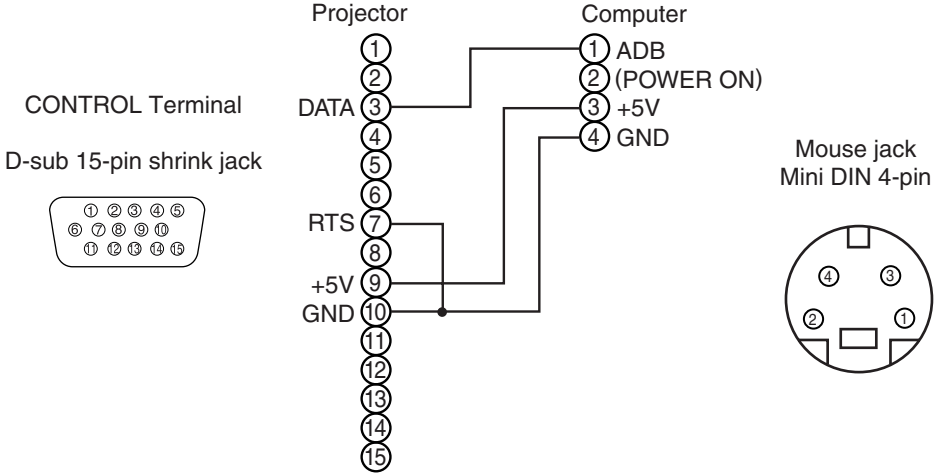 Projector
Computer
CONTROL Terminal
D-sub 15-pin shrink jack
1 2 3 4 5
6 7 8 9 10
11 12 13 14 15
1
2
DATA 3
4
5
6
RTS 7
8
+5V 9
GND 10
11
12
13
14
15
1 ADB
2 (POWER ON)
3 +5V
4 GND
Mouse jack
Mini DIN 4-pin
4 3
2 1